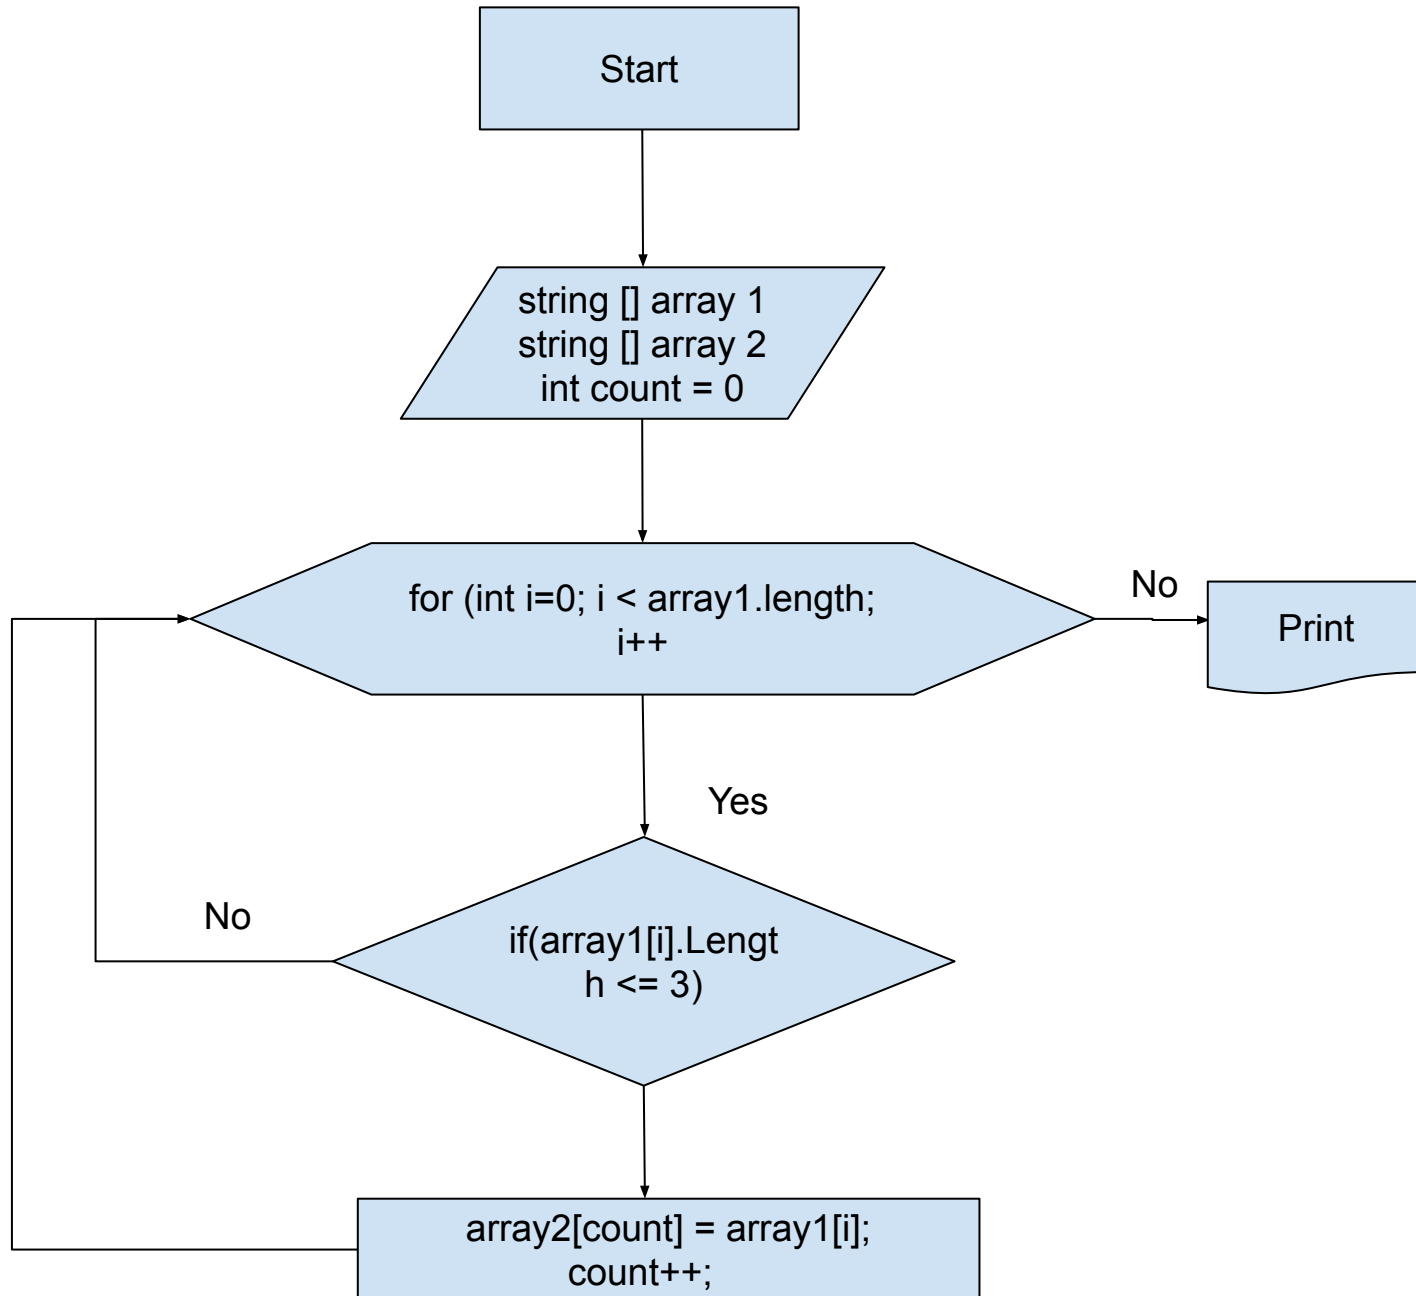 Start
string [] array 1
string [] array 2
int count = 0
for (int i=0; i < array1.length;
i++
No
Print
Yes
No
if(array1[i].Lengt
h <= 3)
array2[count] = array1[i];
count++;